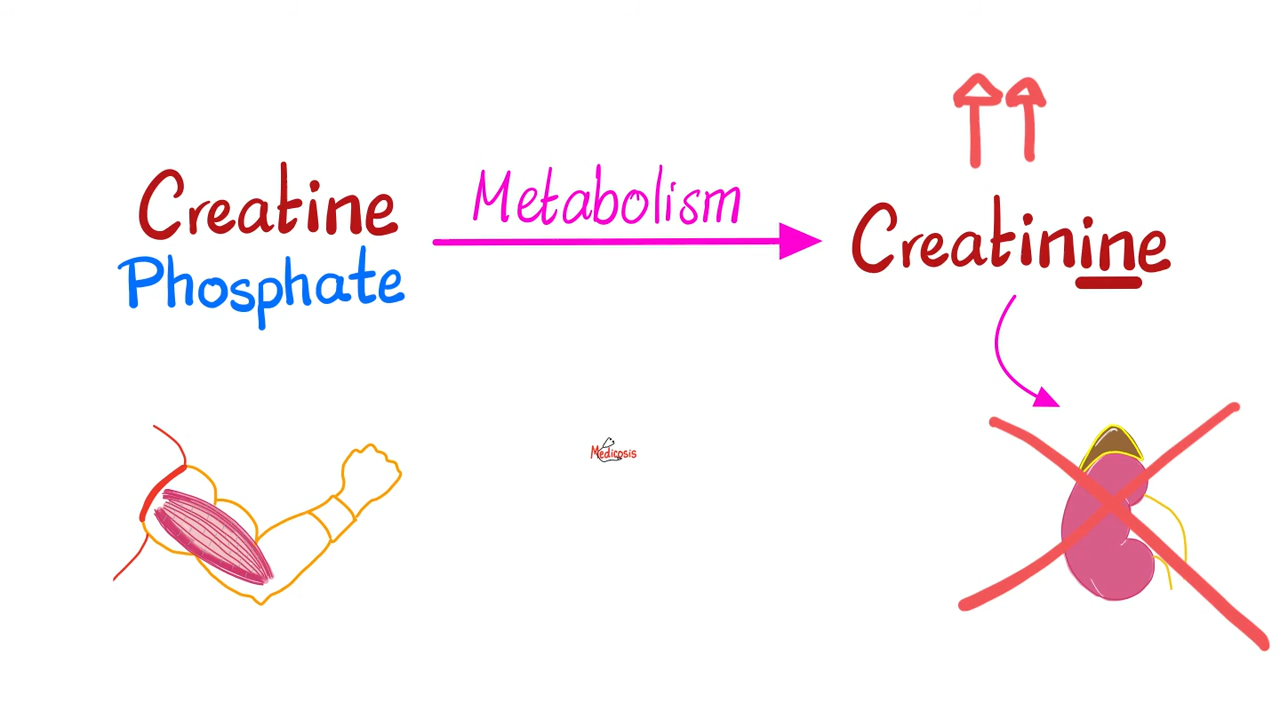 Creatine
Phosphate
Metabolism
Creatinine
Medicosis